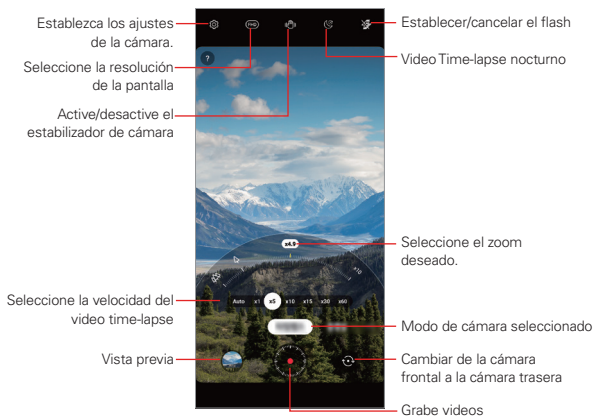 Establezca los ajustes
de la cámara.
Seleccione la resolución
de la pantalla
Active/desactive el
estabilizador de cámara
Establecer/cancelar el flash
Video Time-lapse nocturno
FHD
?
x4.9
Seleccione el zoom
deseado.
x10
Seleccione la velocidad del
video time-lapse
Auto x1 x5 x10 x15 x30 x60
Modo de cámara seleccionado
Vista previa
Cambiar de la cámara
frontal a la cámara trasera
Grabe videos